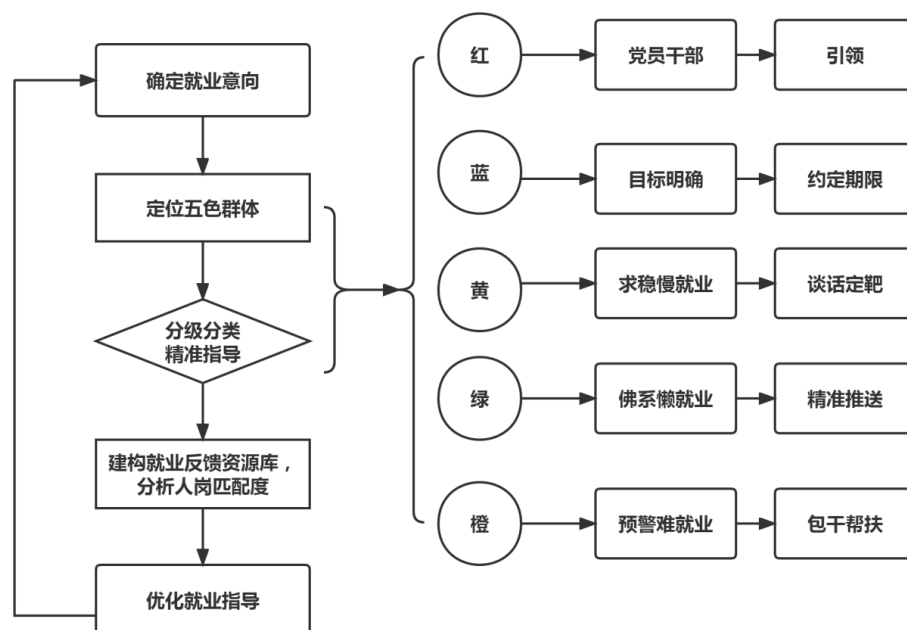 确定就业意向
定位五色群体
分级分类
精准指导
建构就业反馈资源库，
分析人岗匹配度
优化就业指导
红
党员干部
引领
蓝
目标明确
约定期限
黄
求稳慢就业
谈话定靶
绿
佛系懒就业
精准推送
橙
预警难就业
包干帮扶